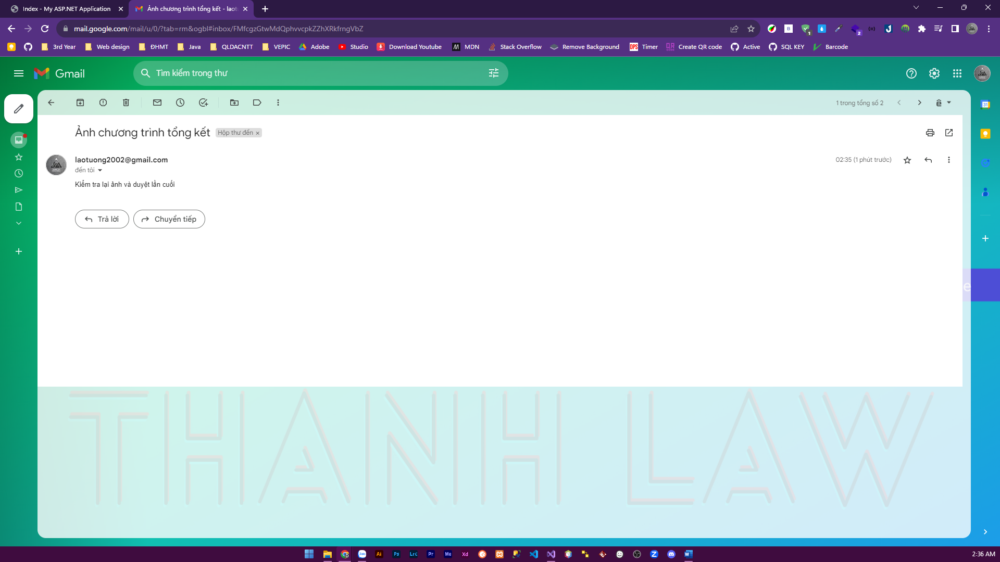 Index - My ASP.NET Application
Ảnh chương trình tổng kết - laot
mail.google.com/mail/u/0/?tab=rm&ogbl#inbox/FMfcgzGtwMdQphvvcpkZZhXRkfrngVbZ
1
2
3rd Year
Web design
ĐHMT
Java
QLDACNTT
VEPIC
Adobe
Studio
Download Youtube
MDN
Stack Overflow
Remove Background
Timer
Create QR code
Active
SQL KEY
Barcode
Gmail
Tìm kiếm trong thư
1 trong tổng số 2
Ảnh chương trình tổng kết
Hộp thư đến ×
laotuong2002@gmail.com
02:35 (1 phút trước)
đến tôi
Kiểm tra lại ảnh và duyệt lần cuối
Trả lời
Chuyển tiếp
e
THANH LAW
2:36 AM